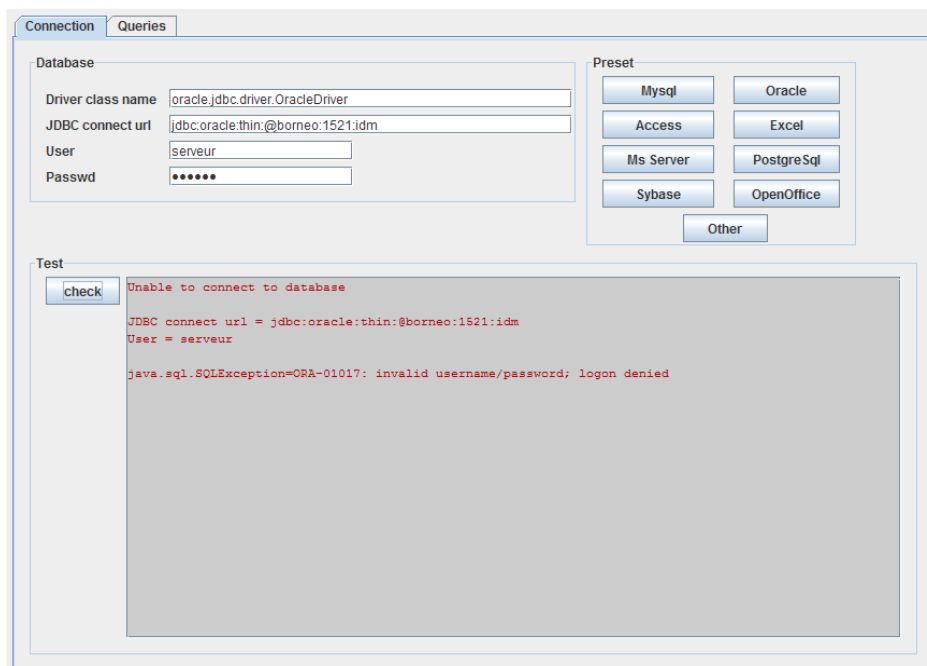 Connection Queries
Database
Driver class name oracle.jdbc.driver.OracleDriver
JDBC connect url jdbc:oracle:thin:@borneo:1521:idm
User serveur
Passwd ●●●●●●
Preset
Mysql Oracle
Access Excel
Ms Server PostgreSql
Sybase OpenOffice
Other
Test
check
Unable to connect to database
JDBC connect url = jdbc:oracle:thin:@borneo:1521:idm
User = serveur
java.sql.SQLException=ORA-01017: invalid username/password; logon denied